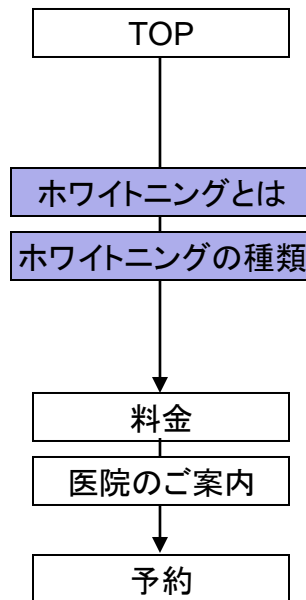 TOP
ホワイトニングとは
ホワイトニングの種類
料金
医院のご案内
予約